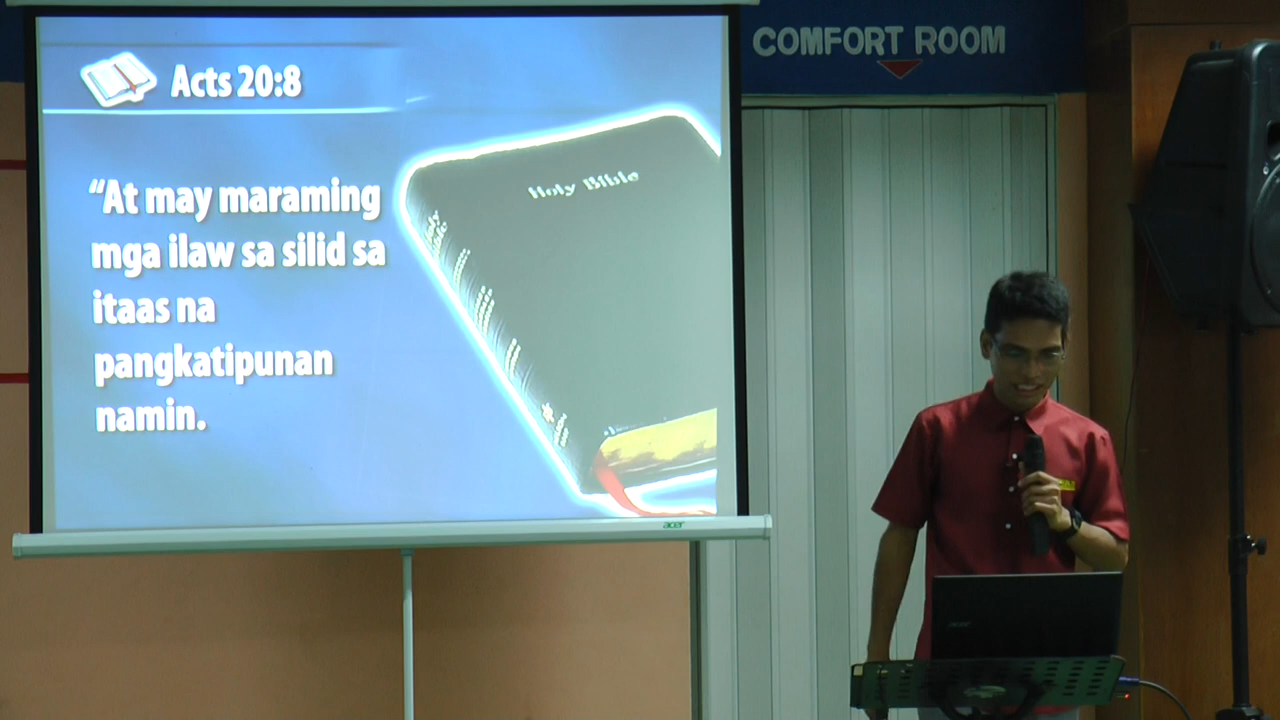 COMFORT ROOM
Acts 20:8
Holy Bible
“At may maraming
mga ilaw sa silid sa
itaas na
pangkatipunan
namin.
acer
acer